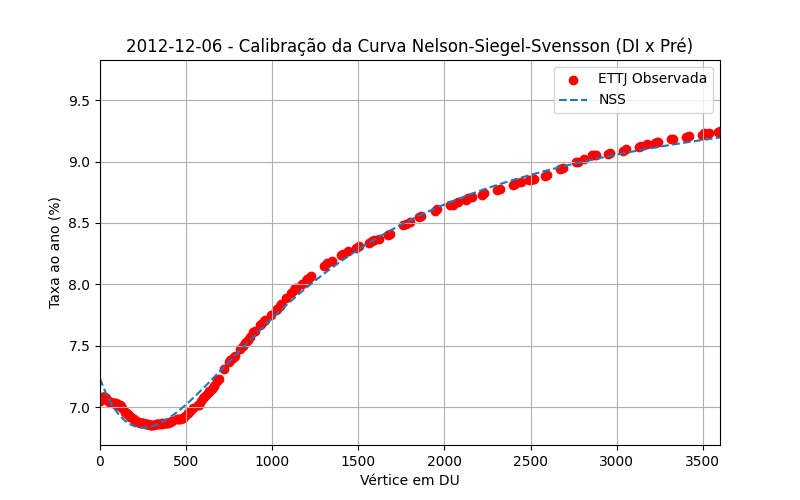 2012-12-06 - Calibração da Curva Nelson-Siegel-Svensson (DI x Pré)
ETTJ Observada
NSS
9.5
9.0
8.5
8.0
7.5
7.0
Taxa ao ano (%)
0 500 1000 1500 2000 2500 3000 3500
Vértice em DU